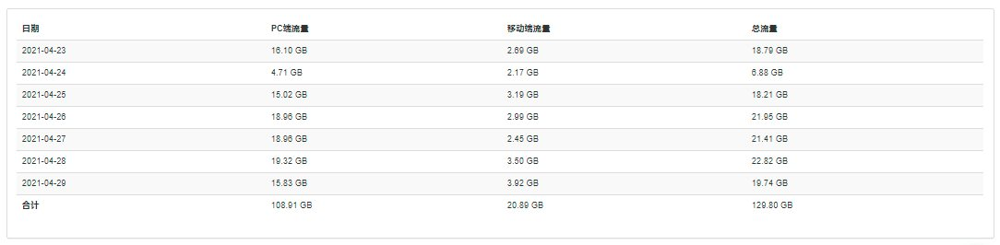 日期 PC端流量 移动端流量 总流量
2021-04-23 16.10 GB 2.69 GB 18.79 GB
2021-04-24 4.71 GB 2.17 GB 6.88 GB
2021-04-25 15.02 GB 3.19 GB 18.21 GB
2021-04-26 18.96 GB 2.99 GB 21.95 GB
2021-04-27 18.96 GB 2.45 GB 21.41 GB
2021-04-28 19.32 GB 3.50 GB 22.82 GB
2021-04-29 15.83 GB 3.92 GB 19.74 GB
合计 108.91 GB 20.89 GB 129.80 GB